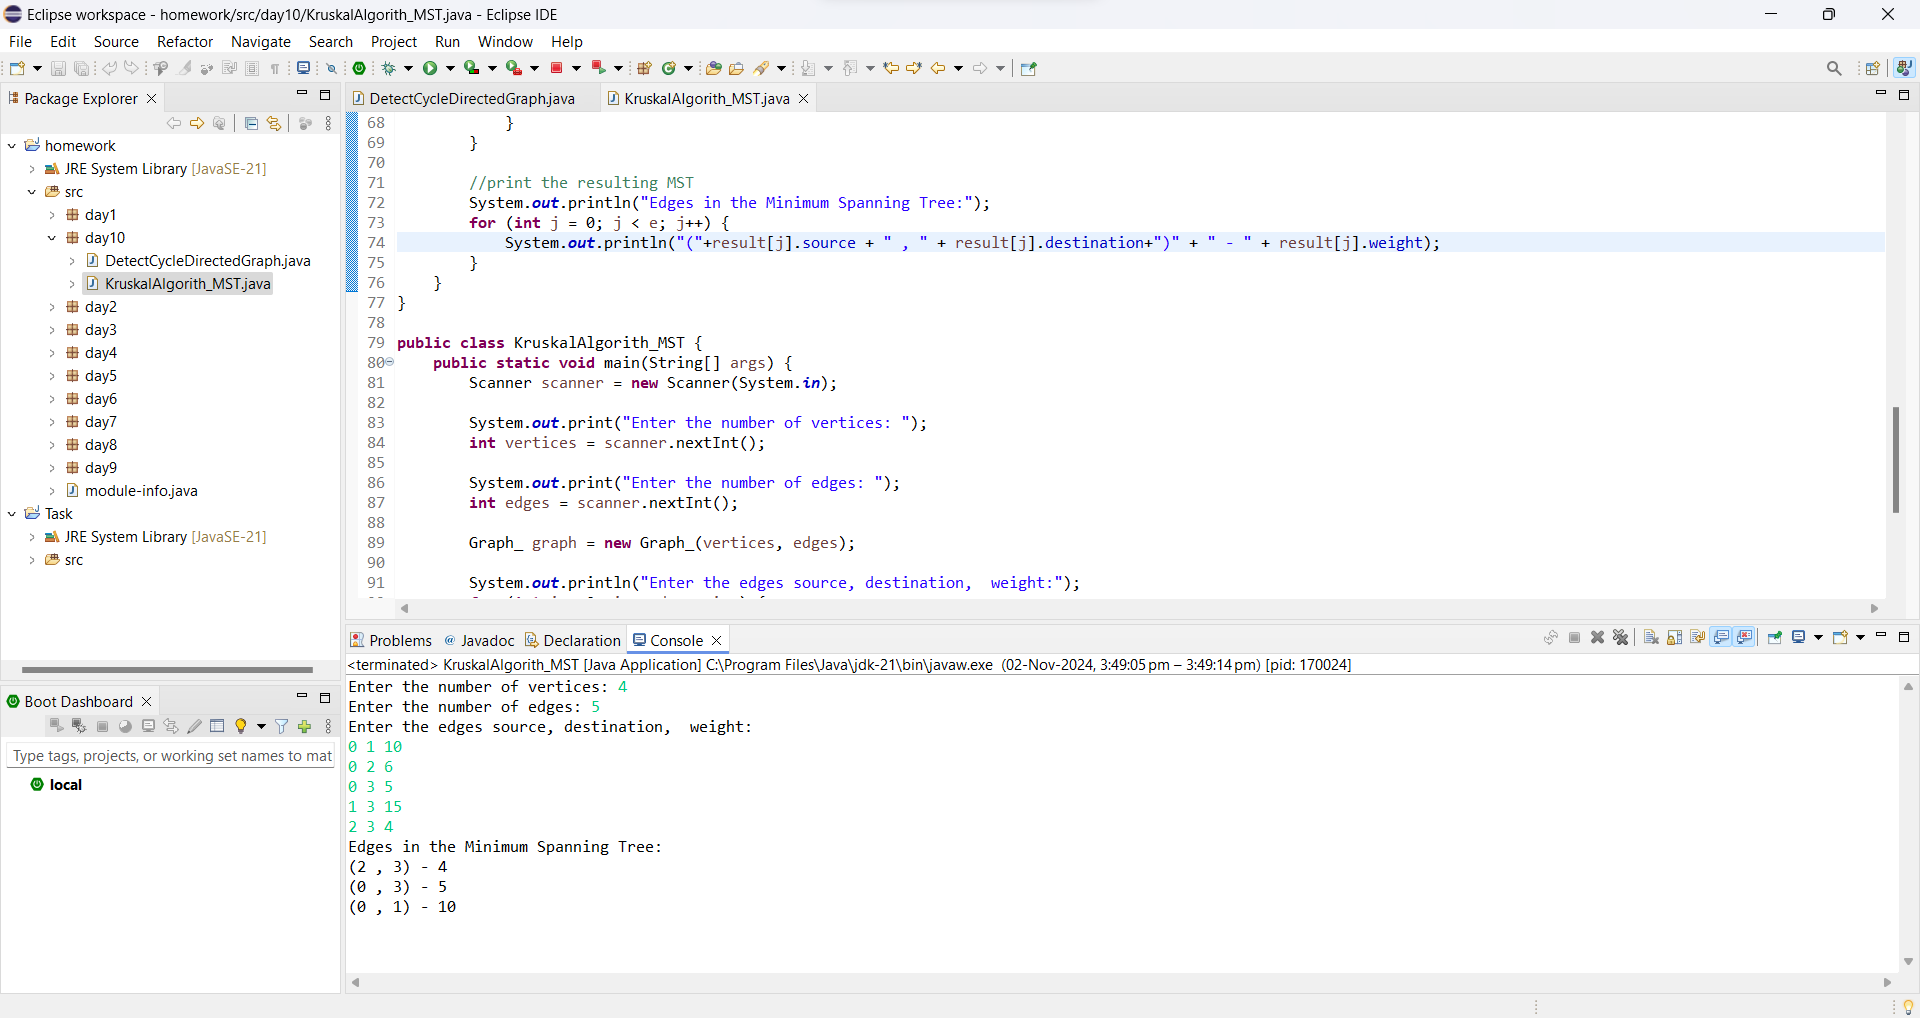 Eclipse workspace - homework/src/day10/KruskalAlgorith_MST.java - Eclipse IDE
File Edit Source Refactor Navigate Search Project Run Window Help
Package Explorer
homework
JRE System Library [JavaSE-21]
src
day1
day10
DetectCycleDirectedGraph.java
KruskalAlgorith_MST.java
day2
day3
day4
day5
day6
day7
day8
day9
module-info.java
Task
JRE System Library [JavaSE-21]
src
Boot Dashboard
Type tags, projects, or working set names to mat
local
DetectCycleDirectedGraph.java KruskalAlgorith_MST.java
68 }
69 }
70
71 //print the resulting MST
72 System.out.println("Edges in the Minimum Spanning Tree:");
73 for (int j = 0; j < e; j++) {
74 System.out.println("("+result[j].source + " , " + result[j].destination+")" + " - " + result[j].weight);
75 }
76 }
77 }
78
79 public class KruskalAlgorith_MST {
80 public static void main(String[] args) {
81 Scanner scanner = new Scanner(System.in);
82
83 System.out.print("Enter the number of vertices: ");
84 int vertices = scanner.nextInt();
85
86 System.out.print("Enter the number of edges: ");
87 int edges = scanner.nextInt();
88
89 Graph_ graph = new Graph_(vertices, edges);
90
91 System.out.println("Enter the edges source, destination,  weight:");
Problems Javadoc Declaration Console
<terminated> KruskalAlgorith_MST [Java Application] C:\Program Files\Java\jdk-21\bin\javaw.exe (02-Nov-2024, 3:49:05 pm – 3:49:14 pm) [pid: 170024]
Enter the number of vertices: 4
Enter the number of edges: 5
Enter the edges source, destination,  weight:
0 1 10
0 2 6
0 3 5
1 3 15
2 3 4
Edges in the Minimum Spanning Tree:
(2 , 3) - 4
(0 , 3) - 5
(0 , 1) - 10